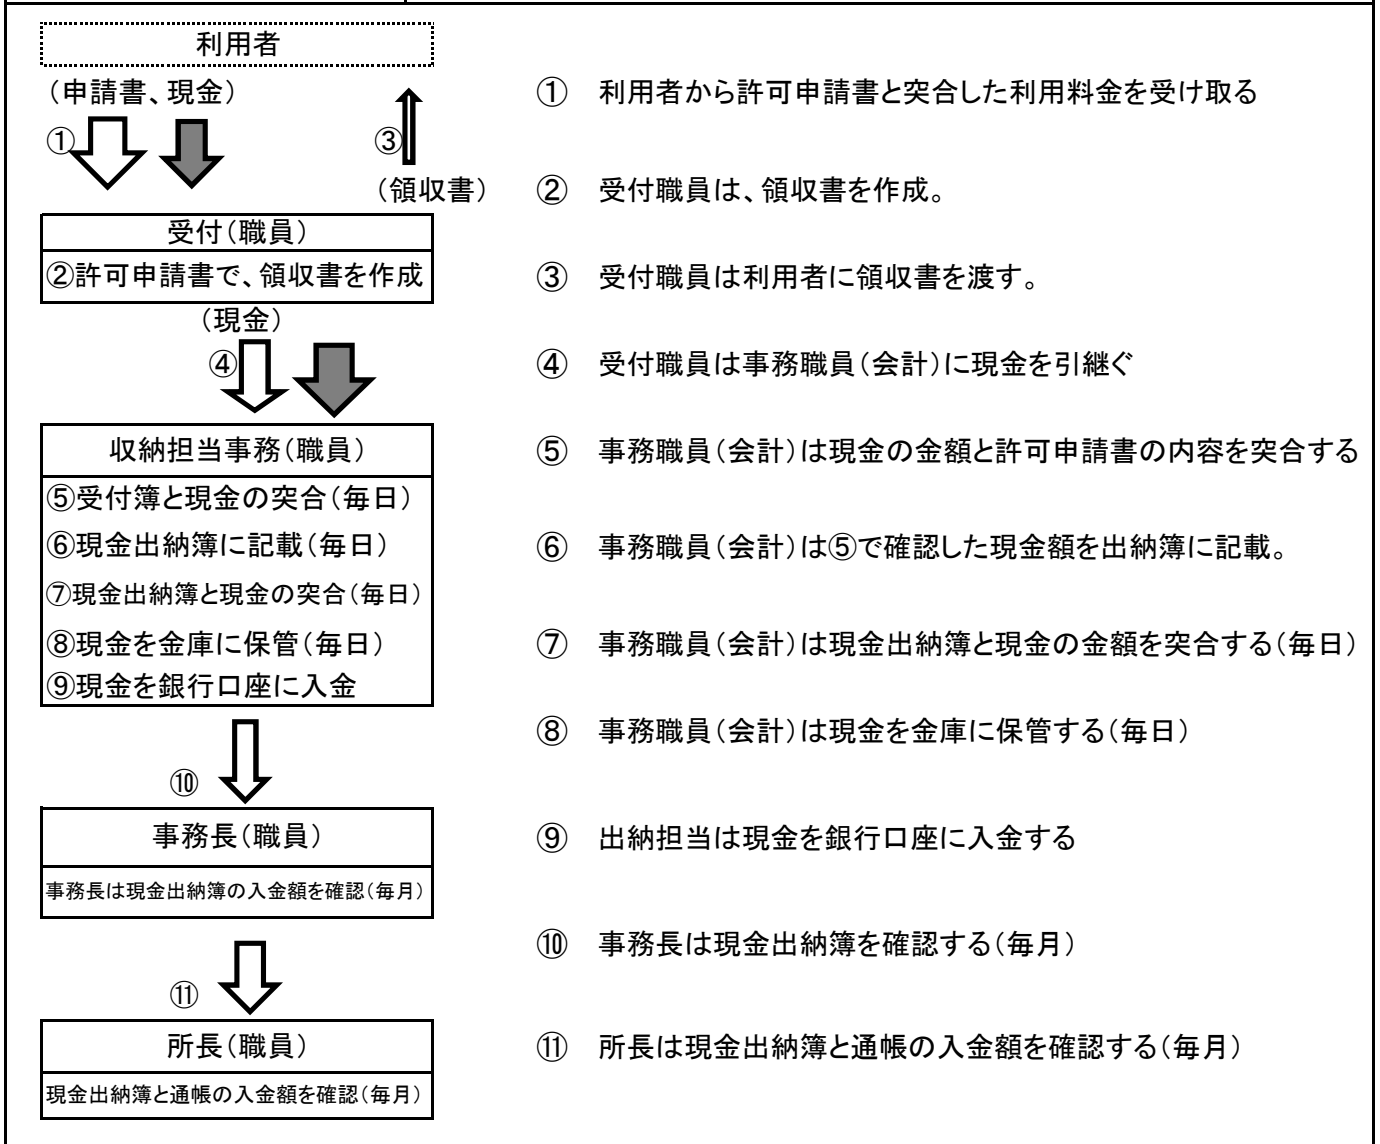 利用者
(申請書、現金)
① 利用者から許可申請書と突合した利用料金を受け取る
①
③
(領収書)
② 受付職員は、領収書を作成。
受付(職員)
②許可申請書で、領収書を作成
③ 受付職員は利用者に領収書を渡す。
(現金)
④
④ 受付職員は事務職員(会計)に現金を引継ぐ
収納担当事務(職員)
⑤ 事務職員(会計)は現金の金額と許可申請書の内容を突合する
⑤受付簿と現金の突合(毎日)
⑥現金出納簿に記載(毎日)
⑥ 事務職員(会計)は⑤で確認した現金額を出納簿に記載。
⑦現金出納簿と現金の突合(毎日)
⑧現金を金庫に保管(毎日)
⑦ 事務職員(会計)は現金出納簿と現金の金額を突合する(毎日)
⑨現金を銀行口座に入金
⑧ 事務職員(会計)は現金を金庫に保管する(毎日)
⑩
事務長(職員)
⑨ 出納担当は現金を銀行口座に入金する
事務長は現金出納簿の入金額を確認(毎月)
⑩ 事務長は現金出納簿を確認する(毎月)
⑪
所長(職員)
⑪ 所長は現金出納簿と通帳の入金額を確認する(毎月)
現金出納簿と通帳の入金額を確認(毎月)